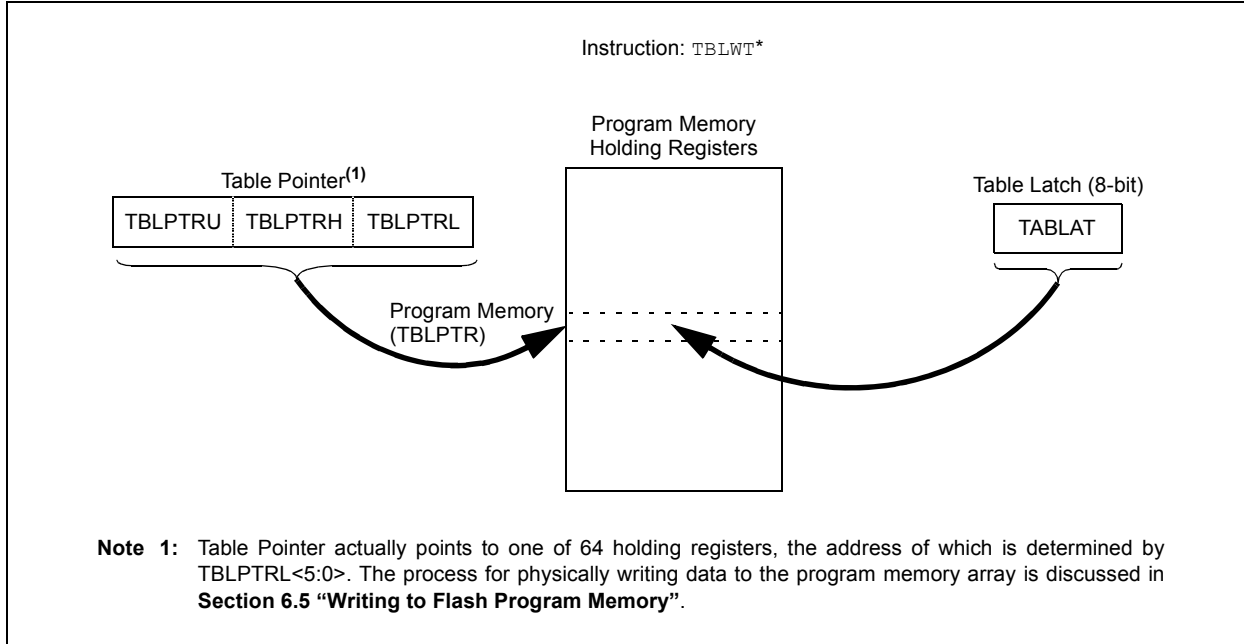 Instruction: TBLWT*
Program Memory
Holding Registers
Table Pointer(1)
Table Latch (8-bit)
TBLPTRU TBLPTRH TBLPTRL
TABLAT
Program Memory
(TBLPTR)
Note 1: Table Pointer actually points to one of 64 holding registers, the address of which is determined by
TBLPTRL<5:0>. The process for physically writing data to the program memory array is discussed in
Section 6.5 “Writing to Flash Program Memory”.